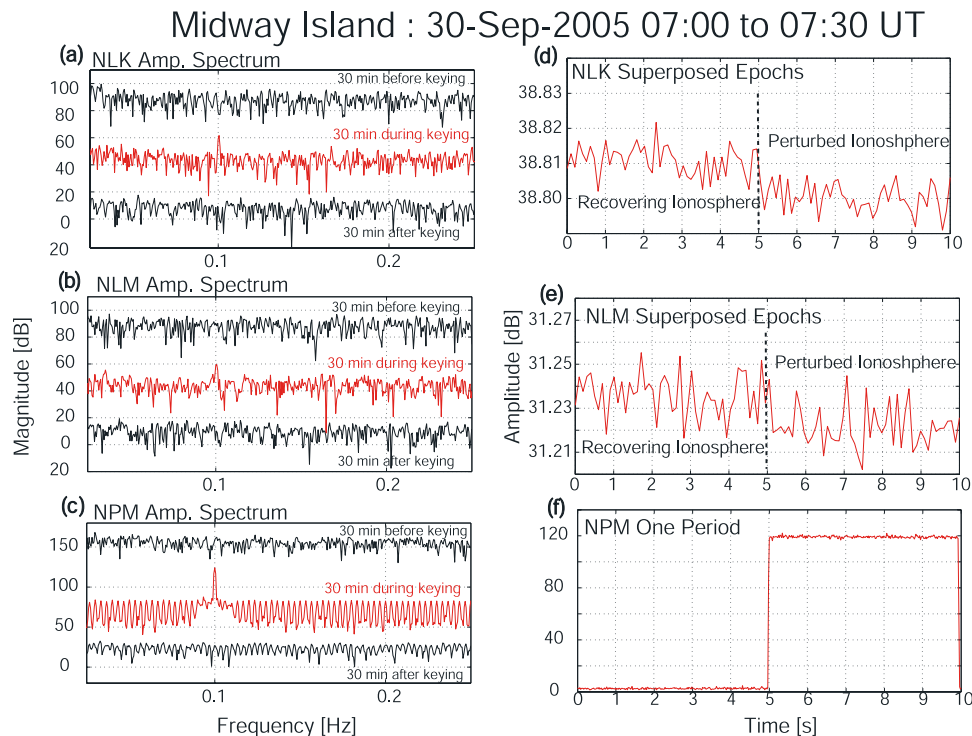 Midway Island : 30-Sep-2005 07:00 to 07:30 UT
(a)
NLK Amp. Spectrum
30 min before keying
30 min during keying
30 min after keying
100
80
60
40
20
0
20
0.1
0.2
(b)
NLM Amp. Spectrum
30 min before keying
30 min during keying
30 min after keying
100
80
60
40
20
0
20
0.1
0.2
Magnitude [dB]
(c)
NPM Amp. Spectrum
30 min before keying
30 min during keying
30 min after keying
150
100
50
0
0.1
0.2
Frequency [Hz]
(d)
NLK Superposed Epochs
Perturbed Ionoshphere
Recovering Ionosphere
38.83
38.82
38.81
38.80
0 1 2 3 4 5 6 7 8 9 10
(e)
NLM Superposed Epochs
Perturbed Ionoshphere
Recovering Ionosphere
31.27
31.25
31.23
31.21
0 1 2 3 4 5 6 7 8 9 10
Amplitude [dB]
(f)
NPM One Period
120
80
40
0
0 1 2 3 4 5 6 7 8 9 10
Time [s]